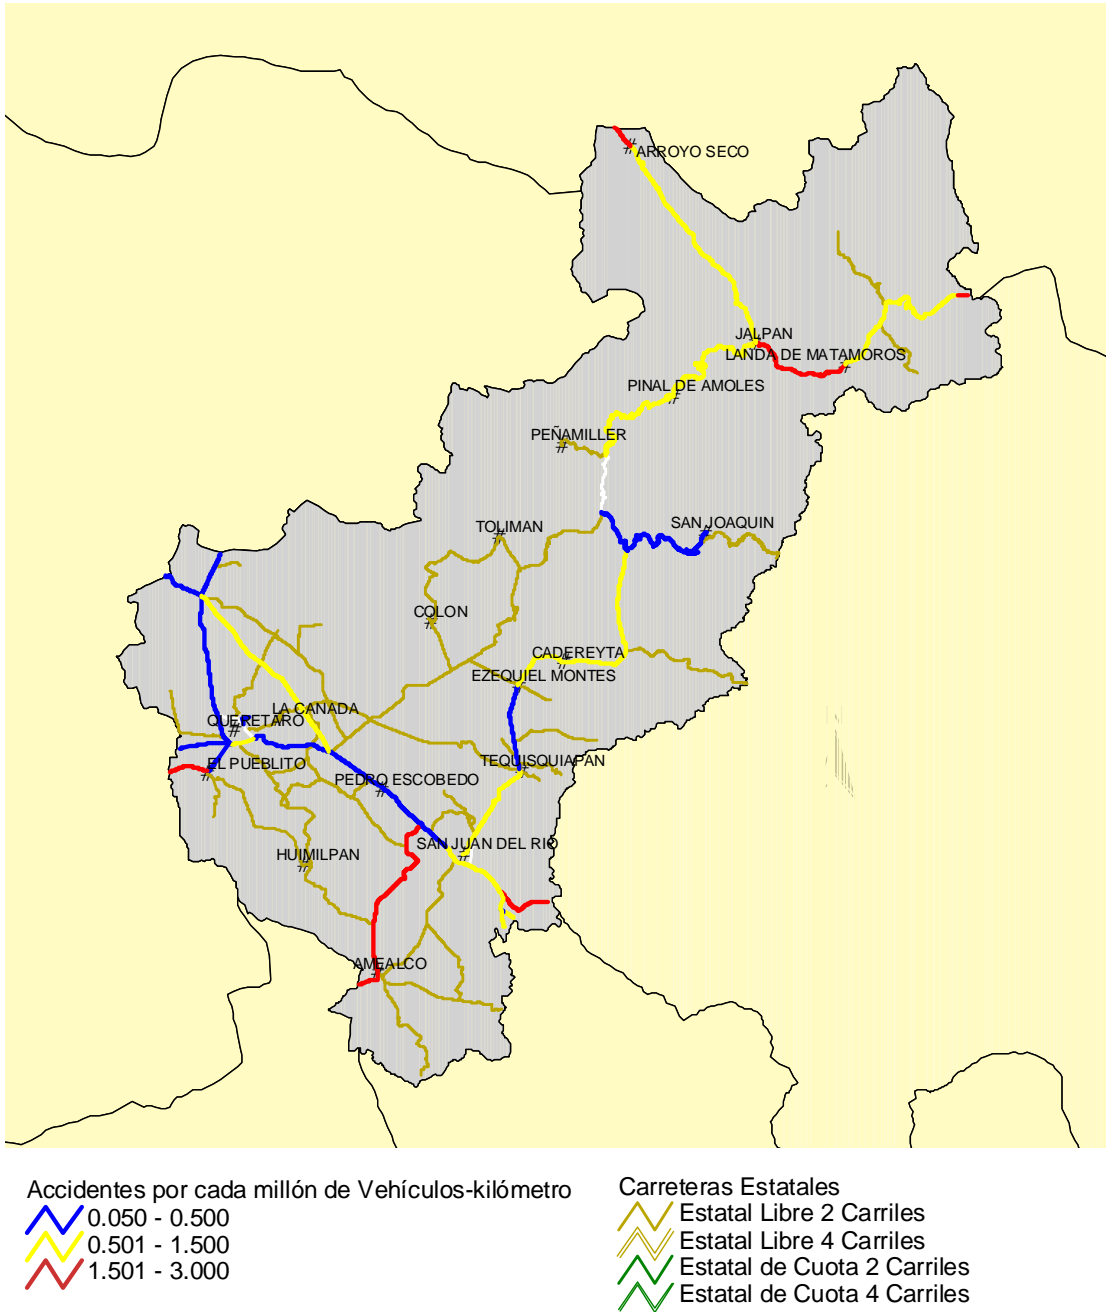 ARROYO SECO
JALPAN
LANDA DE MATAMOROS
PINAL DE AMOLES
PEÑAMILLER
TOLIMAN
SAN JOAQUIN
COLON
CADEREYTA
EZEQUIEL MONTES
LA CAÑADA
QUERETARO
EL PUEBLITO
TEQUISQUIAPAN
PEDRO ESCOBEDO
SAN JUAN DEL RIO
HUIMILPAN
AMEALCO
Accidentes por cada millón de Vehículos-kilómetro
0.050 - 0.500
0.501 - 1.500
1.501 - 3.000
Carreteras Estatales
Estatal Libre 2 Carriles
Estatal Libre 4 Carriles
Estatal de Cuota 2 Carriles
Estatal de Cuota 4 Carriles